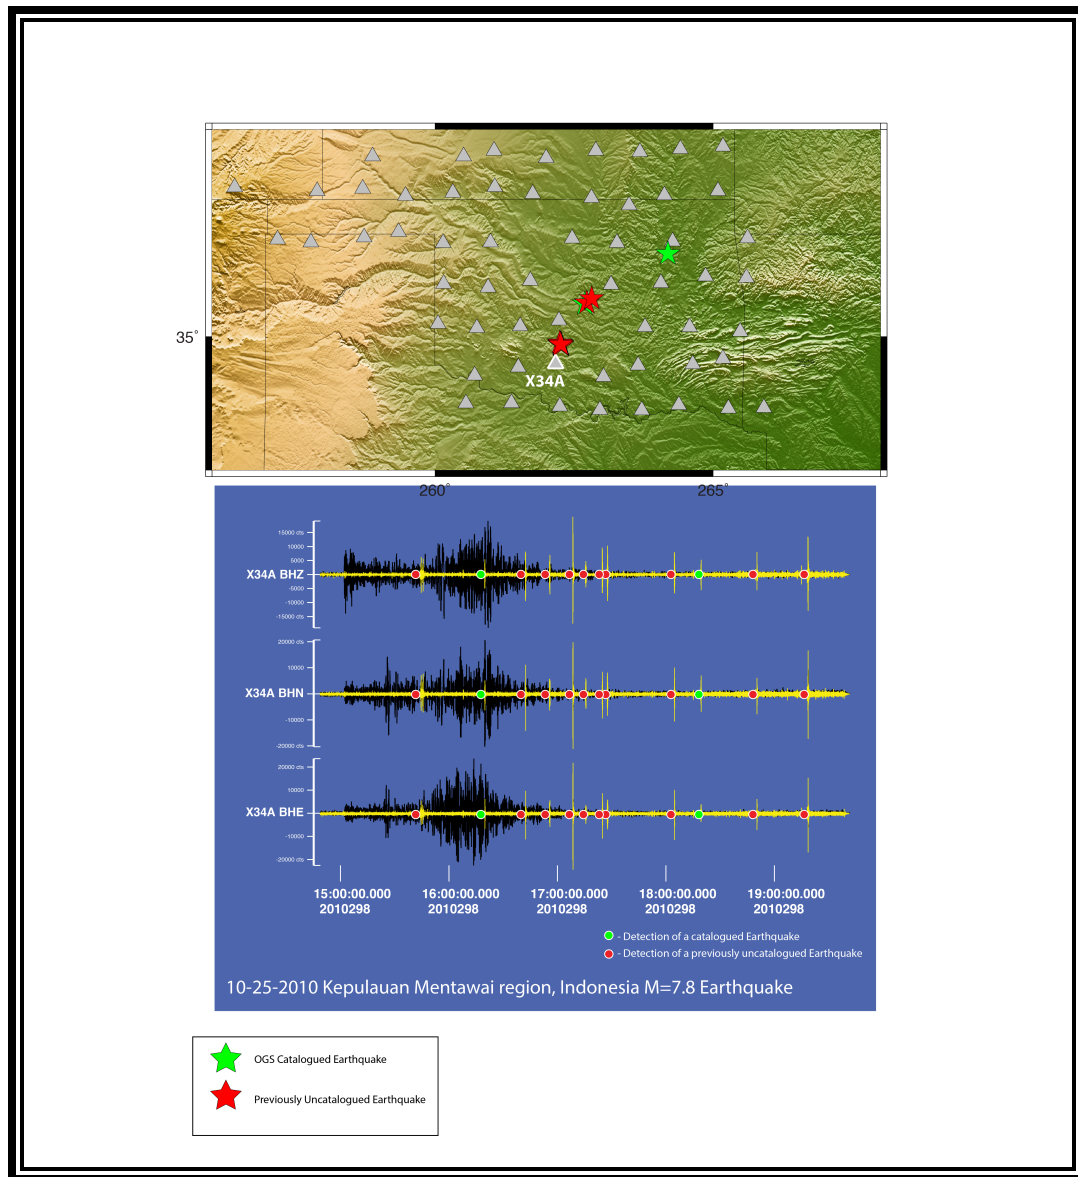 35°
X34A
260°
265°
15000 cts
10000
5000
X34A BHZ
-5000
-10000
-15000 cts
20000 cts
10000
X34A BHN
-10000
-20000 cts
20000 cts
10000
X34A BHE
-10000
-20000 cts
15:00:00.000 16:00:00.000 17:00:00.000 18:00:00.000 19:00:00.000
2010298 2010298 2010298 2010298 2010298
- Detection of a catalogued Earthquake
- Detection of a previously uncatalogued Earthquake
10-25-2010 Kepulauan Mentawai region, Indonesia M=7.8 Earthquake
OGS Catalogued Earthquake
Previously Uncatalogued Earthquake